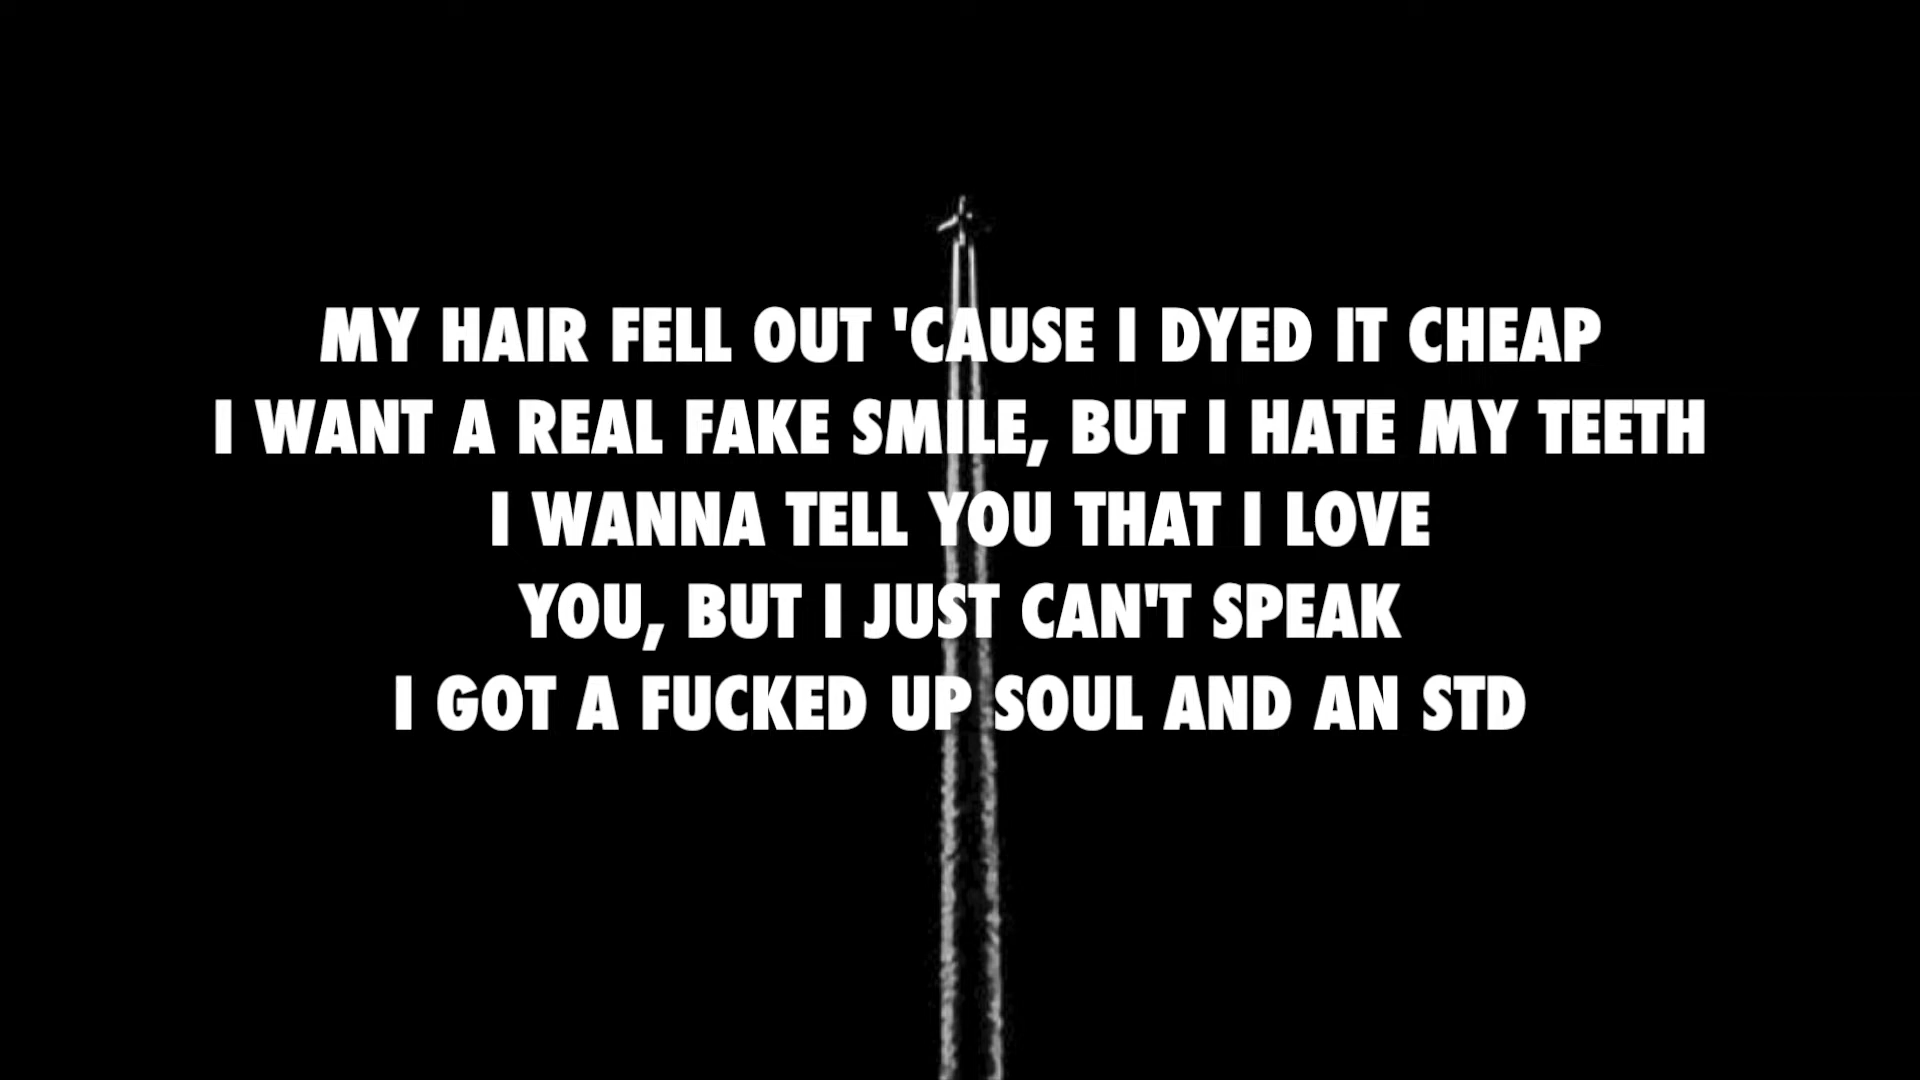 MY HAIR FELL OUT 'CAUSE I DYED IT CHEAP
I WANT A REAL FAKE SMILE, BUT I HATE MY TEETH
I WANNA TELL YOU THAT I LOVE
YOU, BUT I JUST CAN'T SPEAK
I GOT A FUCKED UP SOUL AND AN STD